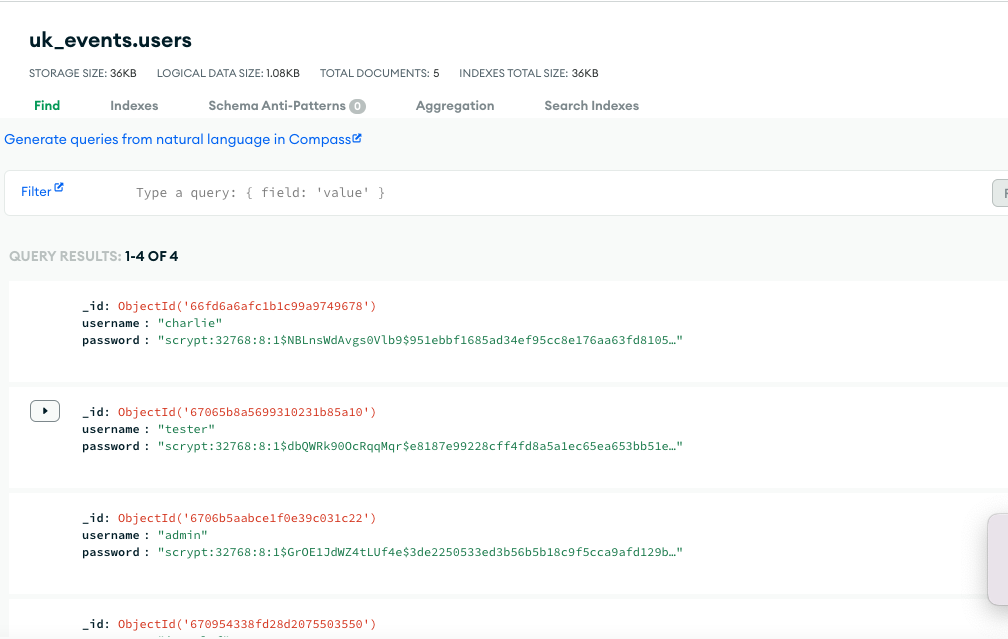 uk_events.users
STORAGE SIZE: 36KB LOGICAL DATA SIZE: 1.08KB TOTAL DOCUMENTS: 5 INDEXES TOTAL SIZE: 36KB
Find Indexes Schema Anti-Patterns 0 Aggregation Search Indexes
Generate queries from natural language in Compass
Filter Type a query: { field: 'value' }
QUERY RESULTS: 1-4 OF 4
_id: ObjectId('66fd6a6afc1b1c99a9749678')
username : "charlie"
password : "scrypt:32768:8:1$NBLnsWdAvgs0Vlb9$951ebbf1685ad34ef95cc8e176aa63fd8105…"
_id: ObjectId('67065b8a5699310231b85a10')
username : "tester"
password : "scrypt:32768:8:1$dbQWRk90OcRqqMqr$e8187e99228cff4fd8a5a1ec65ea653bb51e…"
_id: ObjectId('6706b5aabce1f0e39c031c22')
username : "admin"
password : "scrypt:32768:8:1$GrOE1JdWZ4tLUf4e$3de2250533ed3b56b5b18c9f5cca9afd129b…"
_id: ObjectId('670954338fd28d2075503550')